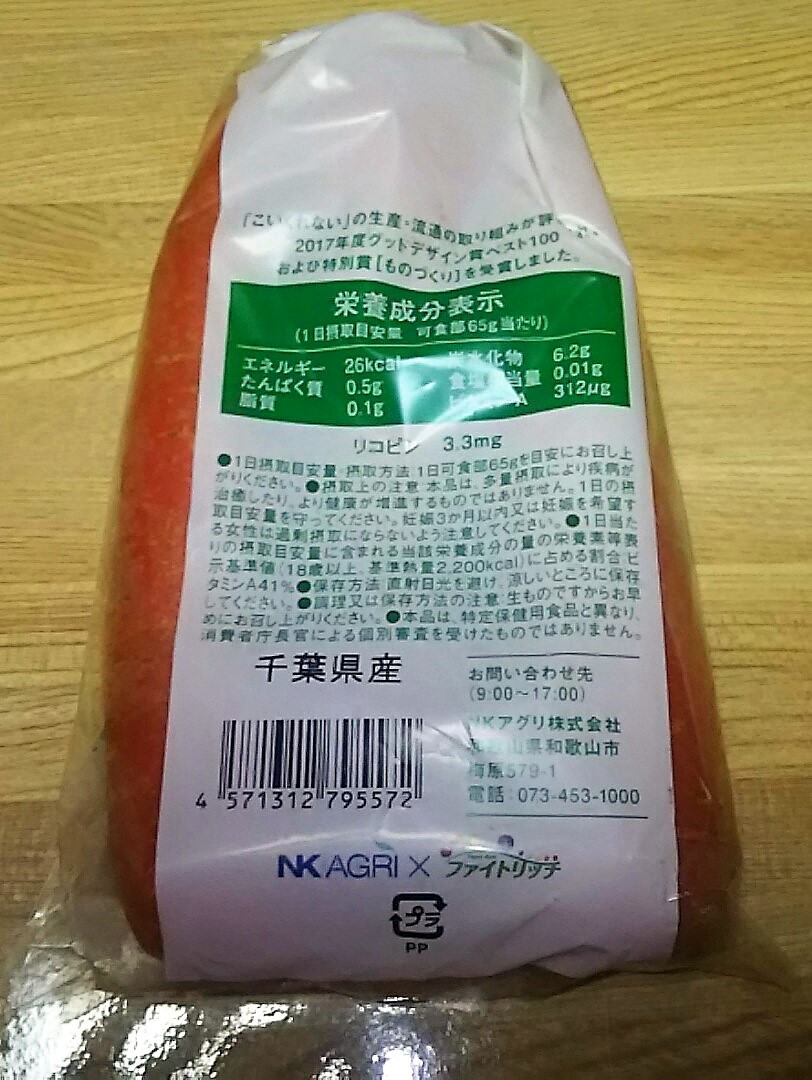 「こいくれない」の生産・流通の取り組みが評
2017年度グッドデザイン賞ベスト100
および特別賞[ものづくり]を受賞しました。
栄養成分表示
(1日摂取目安量 可食部65g当たり)
エネルギー 26kcal
たんぱく質 0.5g
脂質 0.1g
炭水化物 6.2g
食塩相当量 0.01g
ビタミンA 312μg
リコピン 3.3mg
●1日摂取目安量・摂取方法:1日可食部65gを目安にお召し上
がりください。●摂取上の注意:本品は、多量摂取により疾病が
治癒したり、より健康が増進するものではありません。1日の摂
取目安量を守ってください。妊娠3か月以内又は妊娠を希望す
る女性は過剰摂取にならないよう注意してください。●1日当た
りの摂取目安量に含まれる当該栄養成分の量の栄養素等表
示基準値(18歳以上、基準熱量2,200kcal)に占める割合:ビ
タミンA41%●保存方法:直射日光を避け、涼しいところに保存
してください。●調理又は保存方法の注意:生ものですからお早
めにお召し上がりください。●本品は、特定保健用食品と異なり、
消費者庁長官による個別審査を受けたものではありません。
千葉県産
4 571312 795572
お問い合わせ先
(9:00〜17:00)
NKアグリ株式会社
和歌山県和歌山市
梅原579-1
電話:073-453-1000
NK AGRI × ファイトリッチ
プラ
PP